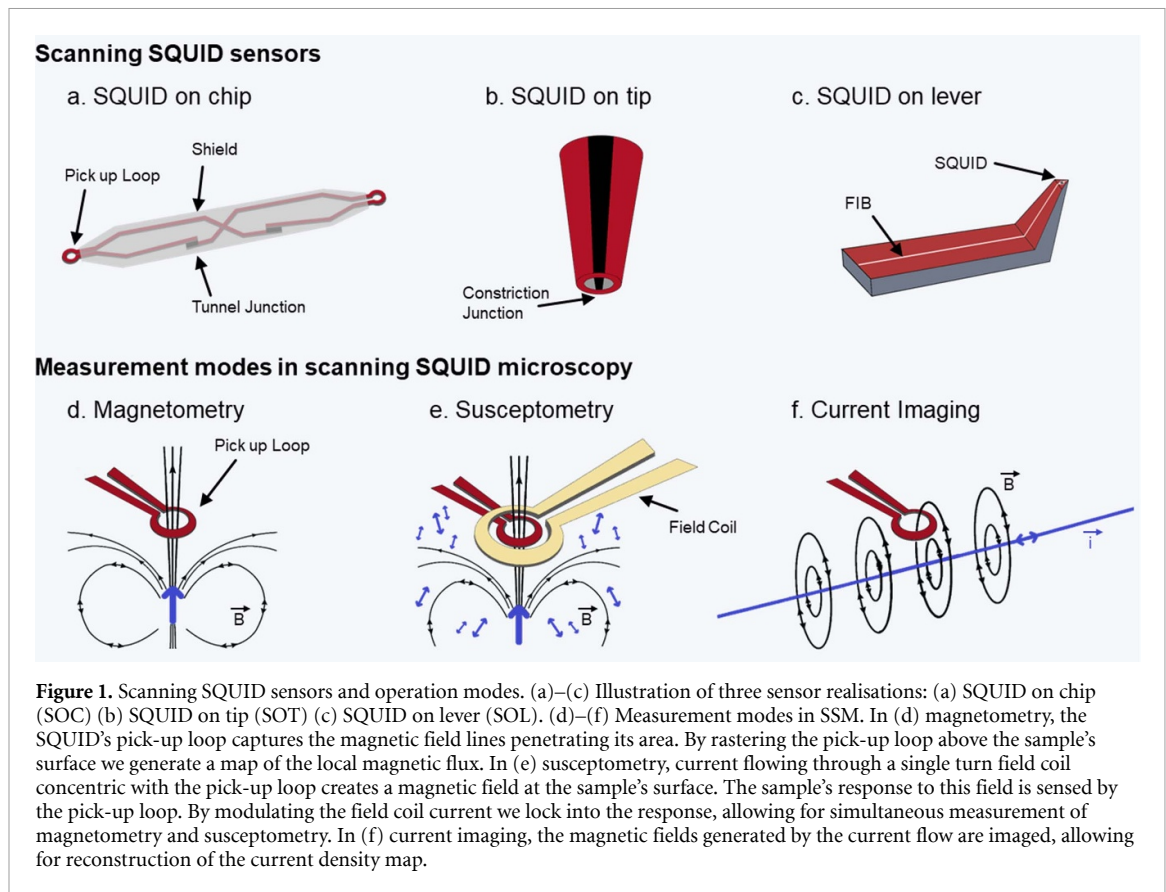 Scanning SQUID sensors
a. SQUID on chip
b. SQUID on tip
c. SQUID on lever
Shield
Pick up Loop
Tunnel Junction
Constriction
Junction
SQUID
FIB
Measurement modes in scanning SQUID microscopy
d. Magnetometry
e. Susceptometry
f. Current Imaging
Pick up Loop
B
Field Coil
B
B
i
Figure 1. Scanning SQUID sensors and operation modes. (a)–(c) Illustration of three sensor realisations: (a) SQUID on chip
(SOC) (b) SQUID on tip (SOT) (c) SQUID on lever (SOL). (d)–(f) Measurement modes in SSM. In (d) magnetometry, the
SQUID's pick-up loop captures the magnetic field lines penetrating its area. By rastering the pick-up loop above the sample's
surface we generate a map of the local magnetic flux. In (e) susceptometry, current flowing through a single turn field coil
concentric with the pick-up loop creates a magnetic field at the sample's surface. The sample's response to this field is sensed by
the pick-up loop. By modulating the field coil current we lock into the response, allowing for simultaneous measurement of
magnetometry and susceptometry. In (f) current imaging, the magnetic fields generated by the current flow are imaged, allowing
for reconstruction of the current density map.